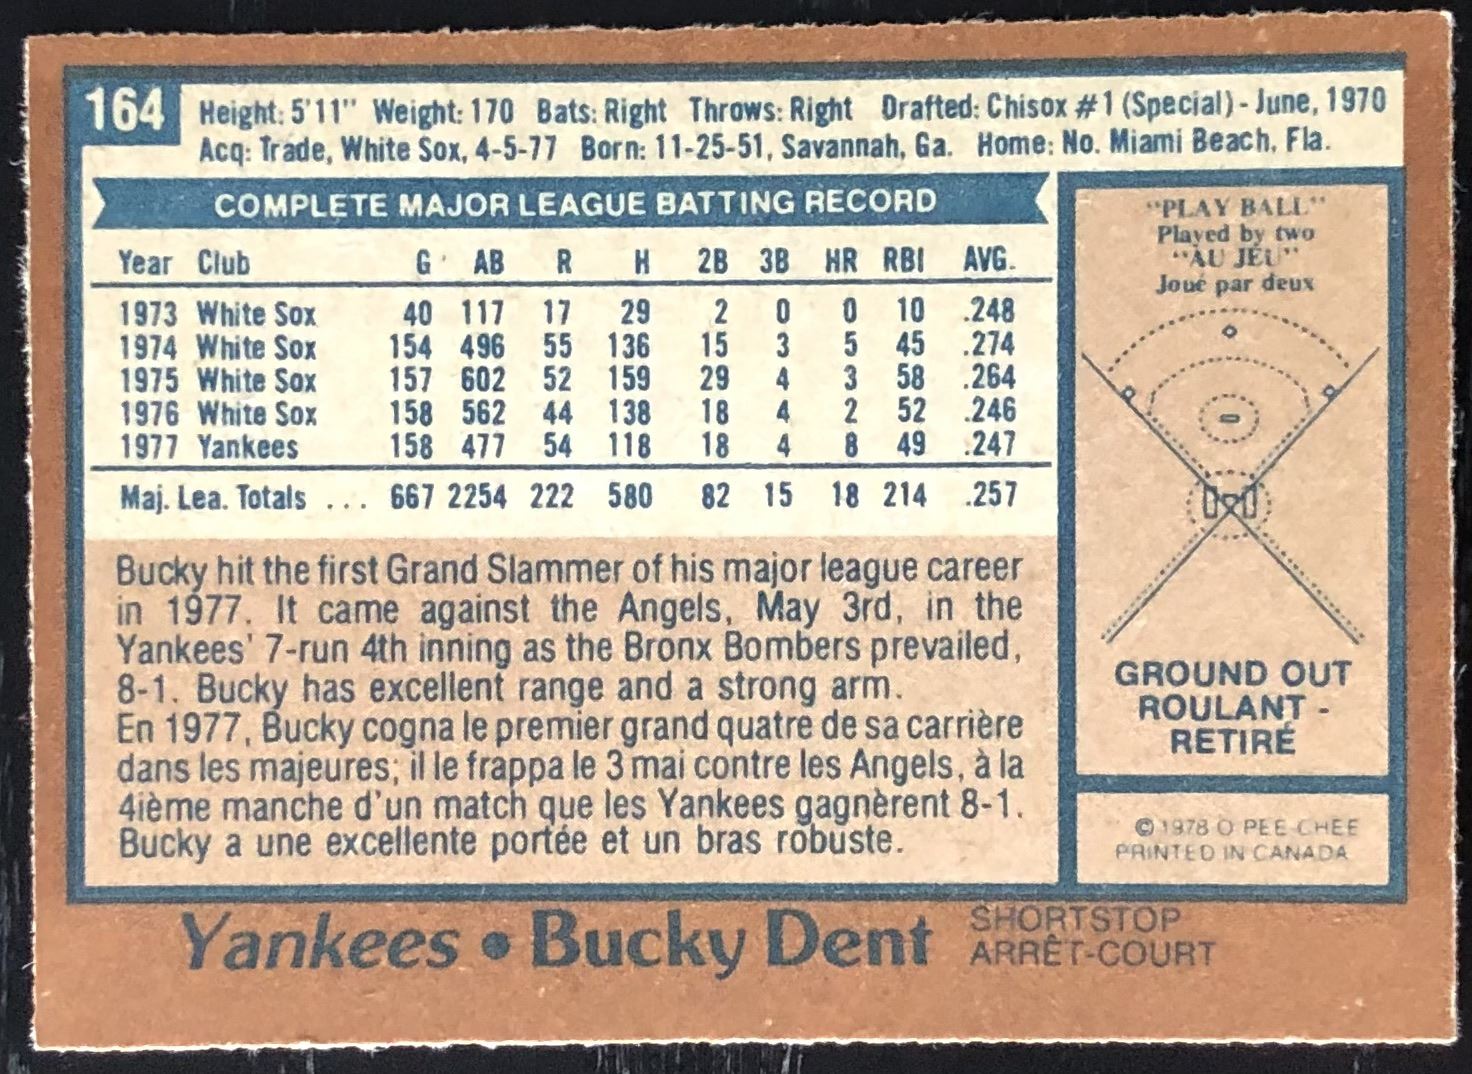 164
Height: 5'11" Weight: 170 Bats: Right Throws: Right Drafted: Chisox #1 (Special) - June, 1970
Acq: Trade, White Sox, 4-5-77 Born: 11-25-51, Savannah, Ga. Home: No. Miami Beach, Fla.
COMPLETE MAJOR LEAGUE BATTING RECORD
Year Club G AB R H 2B 3B HR RBI AVG.
1973 White Sox 40 117 17 29 2 0 0 10 .248
1974 White Sox 154 496 55 136 15 3 5 45 .274
1975 White Sox 157 602 52 159 29 4 3 58 .264
1976 White Sox 158 562 44 138 18 4 2 52 .246
1977 Yankees 158 477 54 118 18 4 8 49 .247
Maj. Lea. Totals ... 667 2254 222 580 82 15 18 214 .257
Bucky hit the first Grand Slammer of his major league career
in 1977. It came against the Angels, May 3rd, in the
Yankees' 7-run 4th inning as the Bronx Bombers prevailed,
8-1. Bucky has excellent range and a strong arm.
En 1977, Bucky cogna le premier grand quatre de sa carrière
dans les majeures; il le frappa le 3 mai contre les Angels, à la
4ième manche d'un match que les Yankees gagnèrent 8-1.
Bucky a une excellente portée et un bras robuste.
"PLAY BALL"
Played by two
"AU JEU"
Joué par deux
GROUND OUT
ROULANT -
RETIRÉ
© 1978 O PEE CHEE
PRINTED IN CANADA
Yankees • Bucky Dent
SHORTSTOP
ARRÊT-COURT